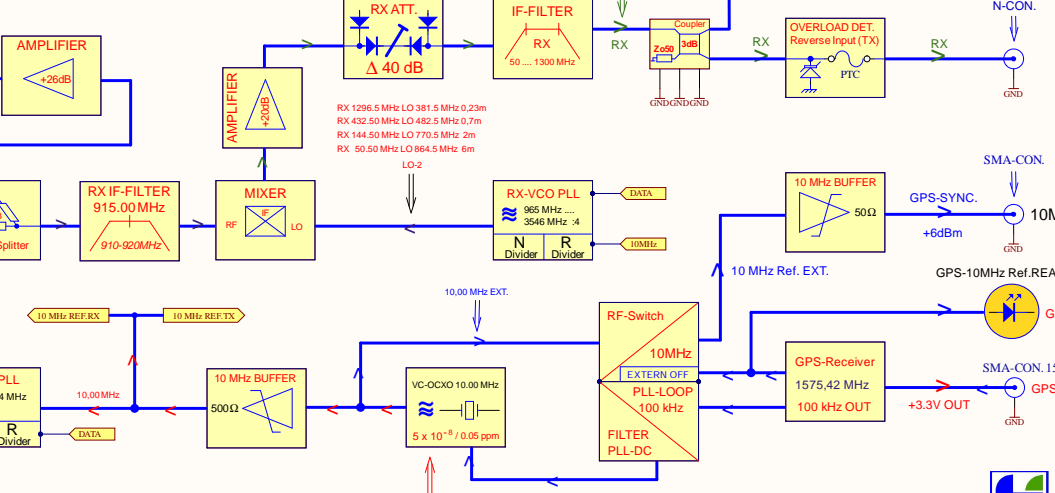 RX ATT.
Δ 40 dB
IF-FILTER
RX
50 .... 1300 MHz
RX
Coupler
Zo50
3dB
GND GND GND
RX
OVERLOAD DET.
Reverse Input (TX)
PTC
RX
N-CON.
GND
AMPLIFIER
+26dB
AMPLIFIER
+20dB
RX 1296.5 MHz LO 381.5 MHz 0,23m
RX 432.50 MHz LO 482.5 MHz 0,7m
RX 144.50 MHz LO 770.5 MHz 2m
RX 50.50 MHz LO 864.5 MHz 6m
LO-2
Splitter
RX IF-FILTER
915.00MHz
910-920MHz
MIXER
RF
IF
LO
RX-VCO PLL
965 MHz ....
3546 MHz :4
N
Divider
R
Divider
DATA
10MHz
10 MHz BUFFER
50Ω
GPS-SYNC.
+6dBm
SMA-CON.
GND
10 MHz Ref. EXT.
GPS-10MHz Ref.
10 MHz REF.RX
10 MHz REF.TX
10,00 MHz EXT.
RF-Switch
10MHz
EXTERN OFF
PLL-LOOP
100 kHz
FILTER
PLL-DC
GPS-Receiver
1575,42 MHz
100 kHz OUT
+3.3V OUT
SMA-CON.
GPS
GND
PLL
4 MHz
R
Divider
DATA
10,00MHz
10 MHz BUFFER
500Ω
VC-OCXO 10.00 MHz
5 x 10⁻⁸ / 0.05 ppm